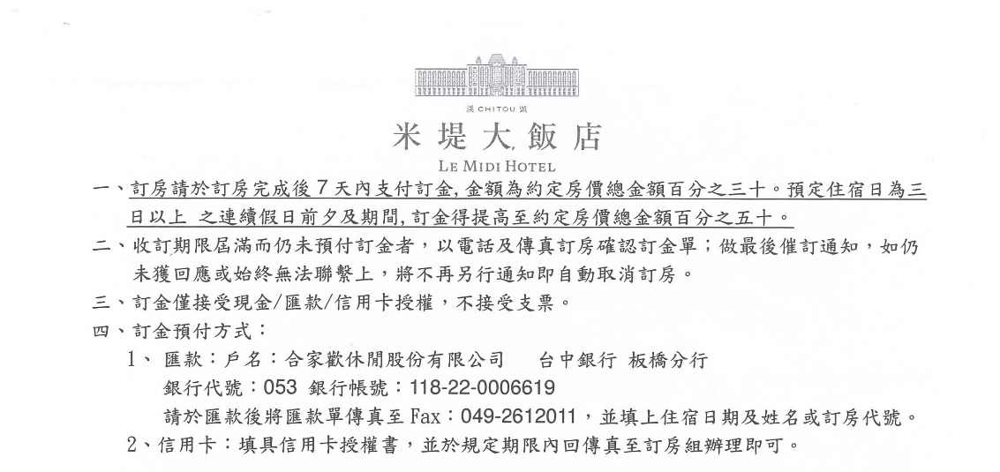 溪 CHITOU 頭
米堤大飯店
LE MIDI HOTEL
一、訂房請於訂房完成後 7 天內支付訂金,金額為約定房價總金額百分之三十。預定住宿日為三
日以上 之連續假日前夕及期間,訂金得提高至約定房價總金額百分之五十。
二、收訂期限屆滿而仍未預付訂金者，以電話及傳真訂房確認訂金單；做最後催訂通知，如仍
未獲回應或始終無法聯繫上，將不再另行通知即自動取消訂房。
三、訂金僅接受現金/匯款/信用卡授權，不接受支票。
四、訂金預付方式：
1、 匯款：戶名：合家歡休閒股份有限公司 台中銀行 板橋分行
銀行代號：053 銀行帳號：118-22-0006619
請於匯款後將匯款單傳真至 Fax：049-2612011，並填上住宿日期及姓名或訂房代號。
2、信用卡：填具信用卡授權書，並於規定期限內回傳真至訂房組辦理即可。